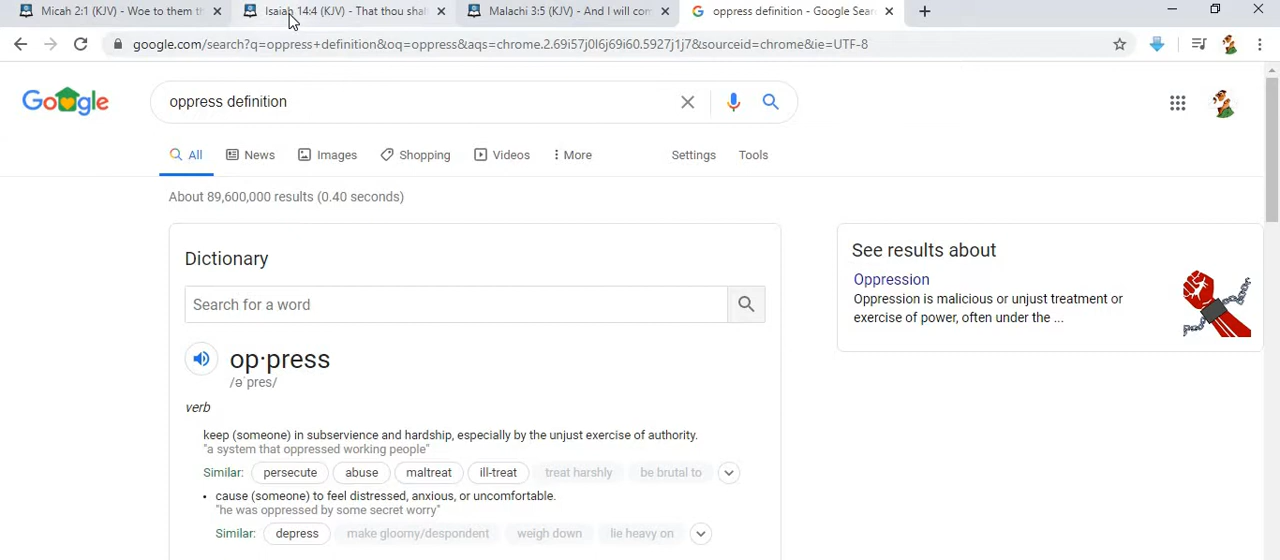 Micah 2:1 (KJV) - Woe to them th
Isaiah 14:4 (KJV) - That thou shal
Malachi 3:5 (KJV) - And I will com
oppress definition - Google Sear
google.com/search?q=oppress+definition&oq=oppress&aqs=chrome.2.69i57j0l6j69i60.5927j1j7&sourceid=chrome&ie=UTF-8
Google
oppress definition
All
News
Images
Shopping
Videos
More
Settings
Tools
About 89,600,000 results (0.40 seconds)
Dictionary
Search for a word
op·press
/əˈpres/
verb
keep (someone) in subservience and hardship, especially by the unjust exercise of authority.
"a system that oppressed working people"
Similar: persecute abuse maltreat ill-treat treat harshly be brutal to
• cause (someone) to feel distressed, anxious, or uncomfortable.
"he was oppressed by some secret worry"
Similar: depress make gloomy/despondent weigh down lie heavy on
See results about
Oppression
Oppression is malicious or unjust treatment or
exercise of power, often under the ...